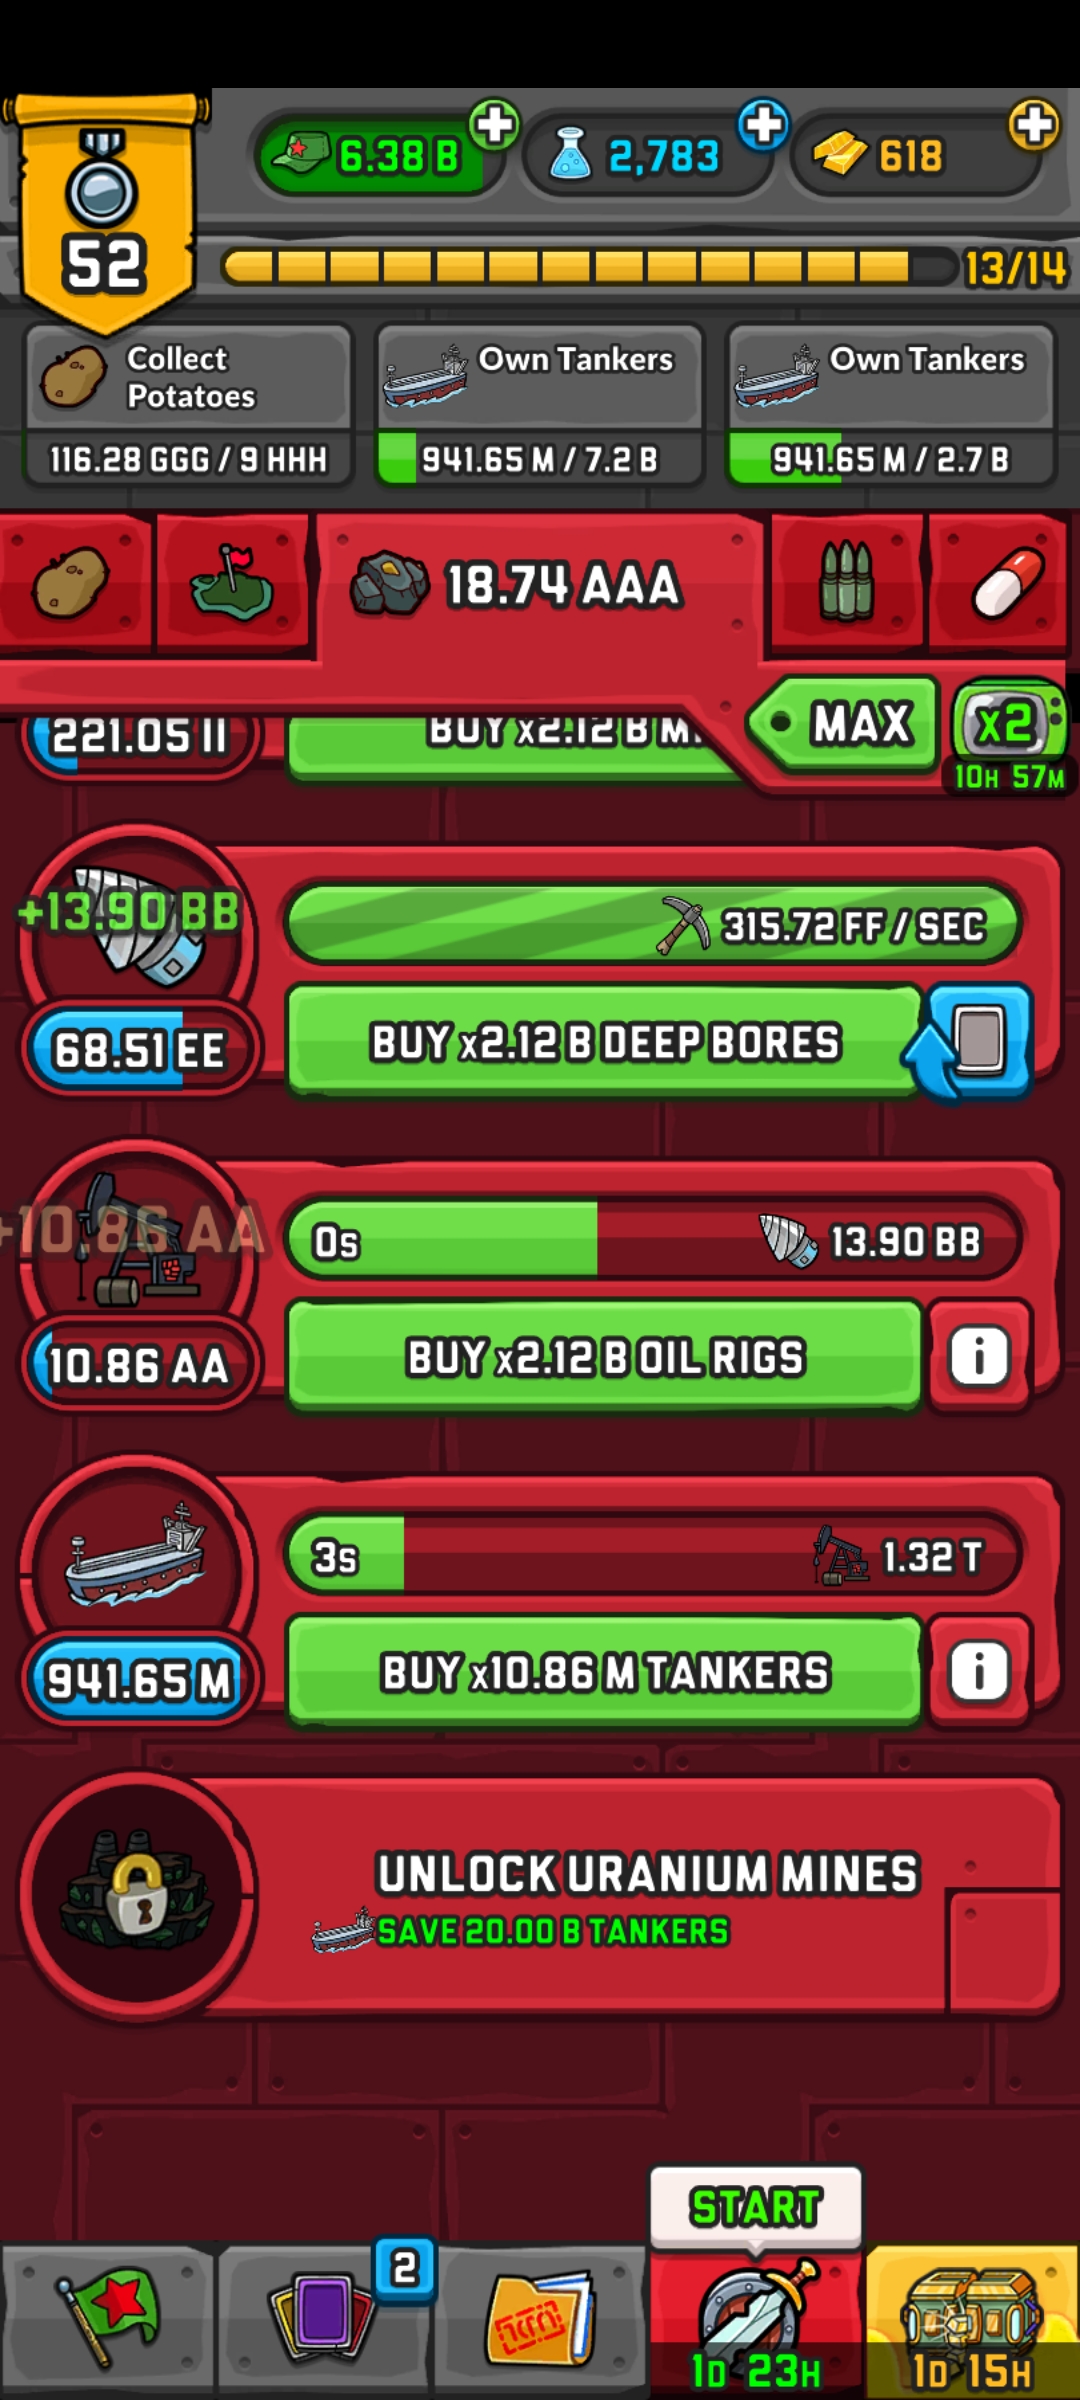 6.38 B
2,783
618
52
13/14
Collect
Potatoes
116.28 GGG / 9 HHH
Own Tankers
941.65 M / 7.2 B
Own Tankers
941.65 M / 2.7 B
18.74 AAA
MAX
x2
10H 57M
221.05 II
BUY x2.12 B
+13.90 BB
315.72 FF / SEC
68.51 EE
BUY x2.12 B DEEP BORES
+10.86 AA
0s
13.90 BB
10.86 AA
BUY x2.12 B OIL RIGS
i
3s
1.32 T
941.65 M
BUY x10.86 M TANKERS
i
UNLOCK URANIUM MINES
SAVE 20.00 B TANKERS
START
2
1D 23H
1D 15H